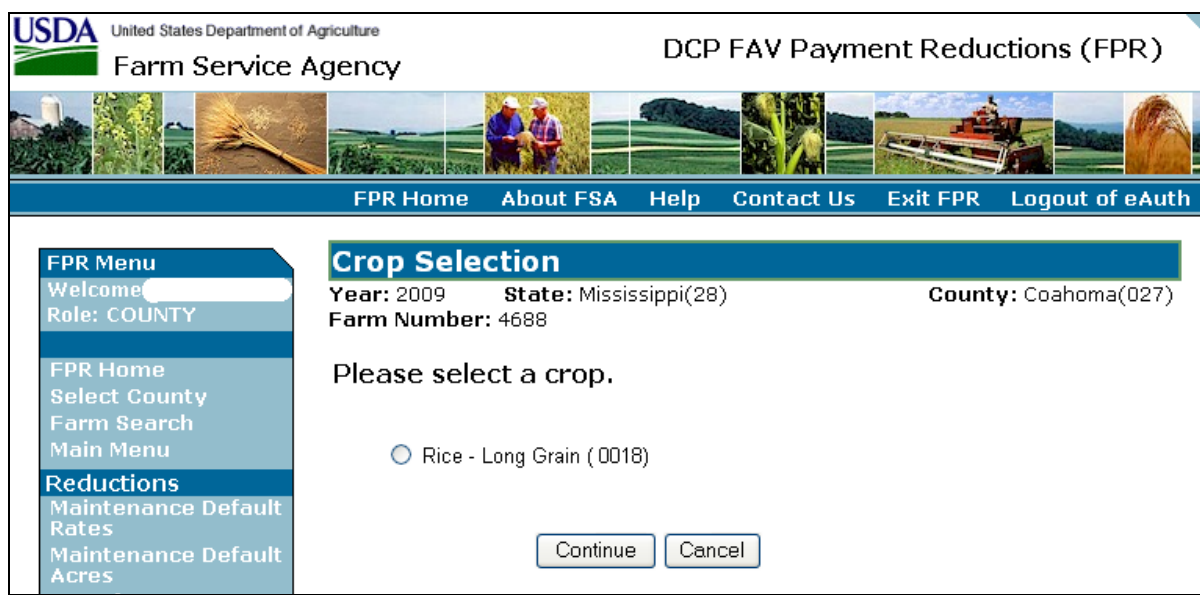 USDA United States Department of Agriculture
Farm Service Agency
DCP FAV Payment Reductions (FPR)
FPR Home About FSA Help Contact Us Exit FPR Logout of eAuth
FPR Menu
Welcome
Role: COUNTY
FPR Home
Select County
Farm Search
Main Menu
Reductions
Maintenance Default
Rates
Maintenance Default
Acres
Crop Selection
Year: 2009 State: Mississippi(28) County: Coahoma(027)
Farm Number: 4688
Please select a crop.
Rice - Long Grain ( 0018)
Continue Cancel